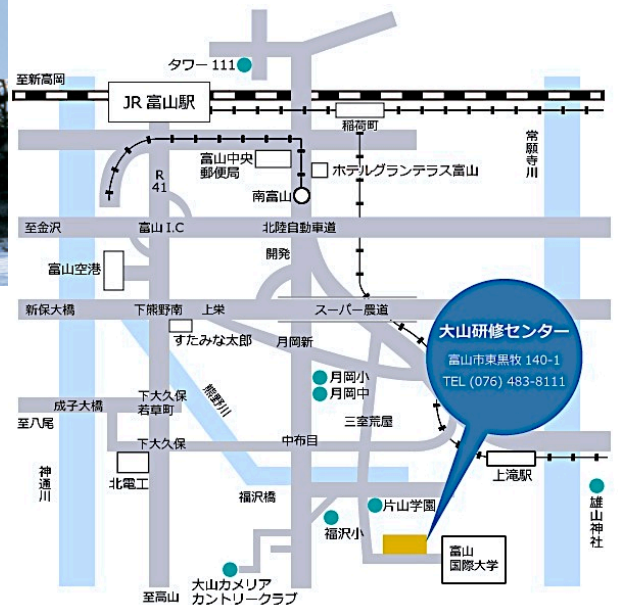 タワー 111
至新高岡
JR 富山駅
稲荷町
常願寺川
R
41
富山中央
郵便局
ホテルグランテラス富山
南富山
至金沢
富山 I.C
北陸自動車道
開発
富山空港
新保大橋
下熊野南
上栄
スーパー農道
すたみな太郎
月岡新
大山研修センター
富山市東黒牧 140-1
TEL (076) 483-8111
月岡小
月岡中
熊野川
下大久保
若草町
成子大橋
至八尾
三室荒屋
下大久保
中布目
上滝駅
北電工
神通川
福沢橋
片山学園
雄山神社
福沢小
富山
国際大学
大山カメリア
カントリークラブ
至高山